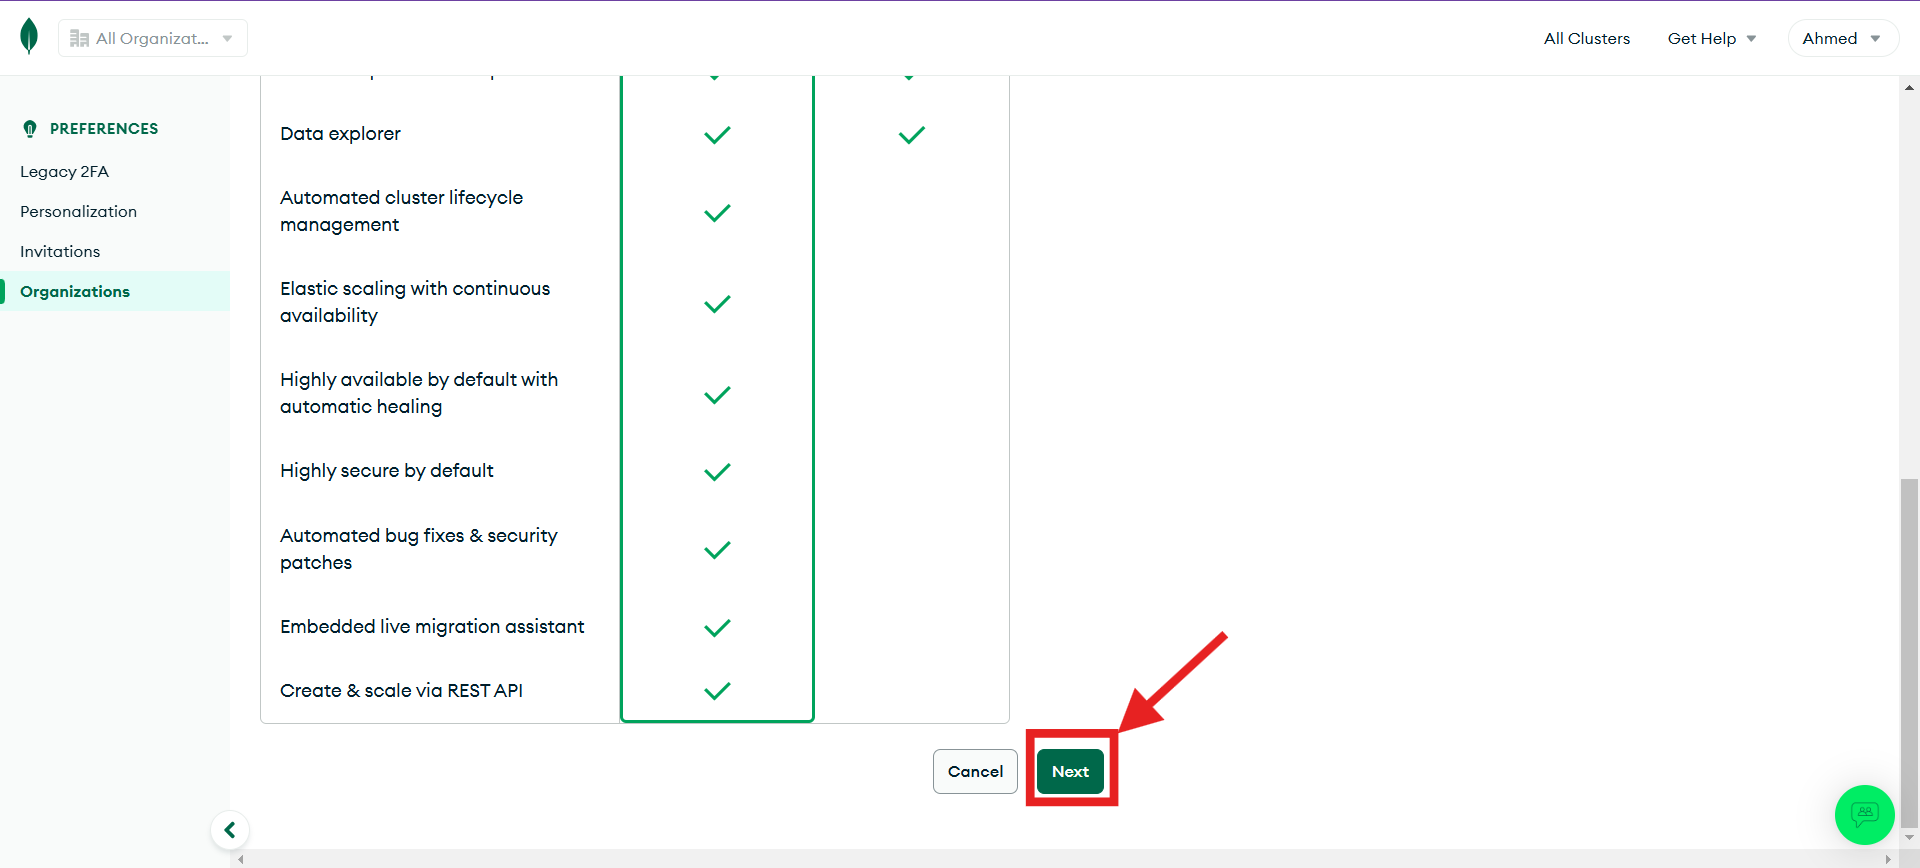 All Organizat...
All Clusters
Get Help
Ahmed
PREFERENCES
Legacy 2FA
Personalization
Invitations
Organizations
Data explorer
Automated cluster lifecycle
management
Elastic scaling with continuous
availability
Highly available by default with
automatic healing
Highly secure by default
Automated bug fixes & security
patches
Embedded live migration assistant
Create & scale via REST API
Cancel
Next